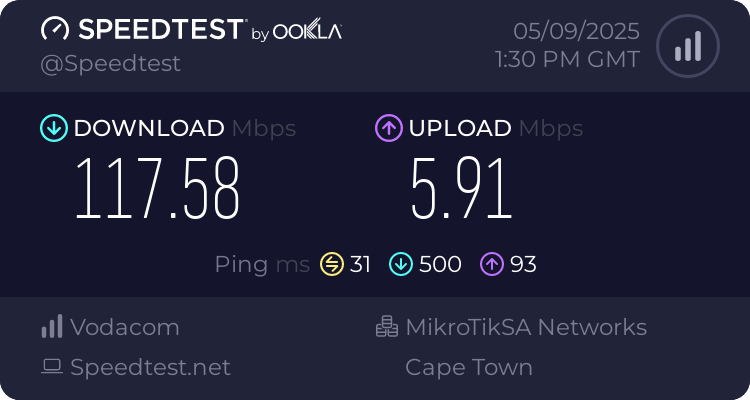 SPEEDTEST by OOKLA
@Speedtest
05/09/2025
1:30 PM GMT
DOWNLOAD Mbps
117.58
UPLOAD Mbps
5.91
Ping ms 31 500 93
Vodacom
Speedtest.net
MikroTikSA Networks
Cape Town